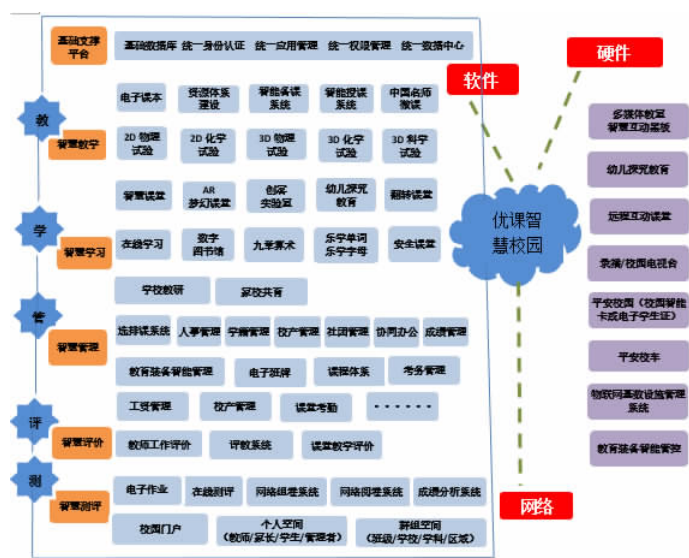 基础支撑
平台
基础数据库 统一身份认证 统一应用管理 统一权限管理 统一数据中心
软件
硬件
教
智慧教学
电子课本
资源体系
建设
智能备课
系统
智能授课
系统
中国名师
微课
2D 物理
试验
2D 化学
试验
3D 物理
试验
3D 化学
试验
3D 科学
试验
智慧课堂
AR
梦幻课堂
创客
实验室
幼儿探究
教育
翻转课堂
学
智慧学习
在线学习
数字
图书馆
九章算术
乐学单词
乐学字母
安生课堂
学校教研
家校共育
管
智慧管理
选排课系统
人事管理
学籍管理
校产管理
社团管理
协同办公
成绩管理
教育装备智能管理
电子班牌
课程体系
考务管理
工资管理
校产管理
课堂考勤
······
评
智慧评价
教师工作评价
评教系统
课堂教学评价
测
智慧测评
电子作业
在线测评
网络组卷系统
网络阅卷系统
成绩分析系统
校园门户
个人空间
(教师/家长/学生/管理者)
群组空间
(班级/学校/学科/区域)
优课智
慧校园
网络
多媒体教室
智慧互动黑板
幼儿探究教育
远程互动课堂
录播/校园电视台
平安校园(校园智能
卡或电子学生证)
平安校车
物联网基数设施管理
系统
教育装备智能管控